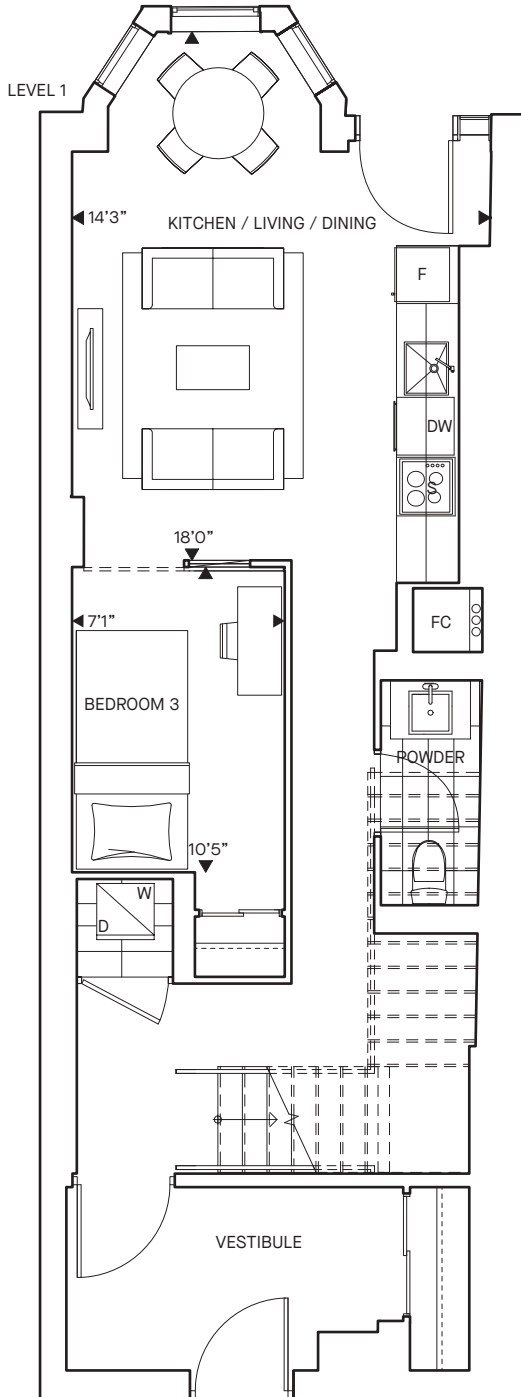 LEVEL 1
14'3"
KITCHEN / LIVING / DINING
F
DW
S
18'0"
7'1"
FC
BEDROOM 3
POWDER
10'5"
W
D
VESTIBULE